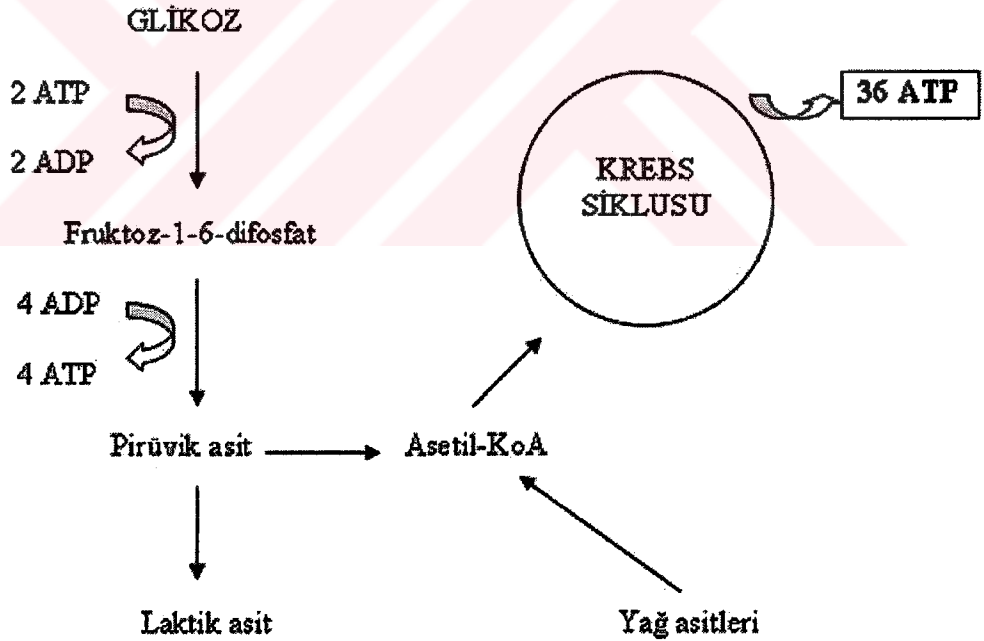 GLİKOZ
2 ATP
2 ADP
36 ATP
KREBS
SİKLUSU
Fruktoz-1-6-difosfat
4 ADP
4 ATP
Pirüvik asit
Asetil-KoA
Laktik asit
Yağ asitleri